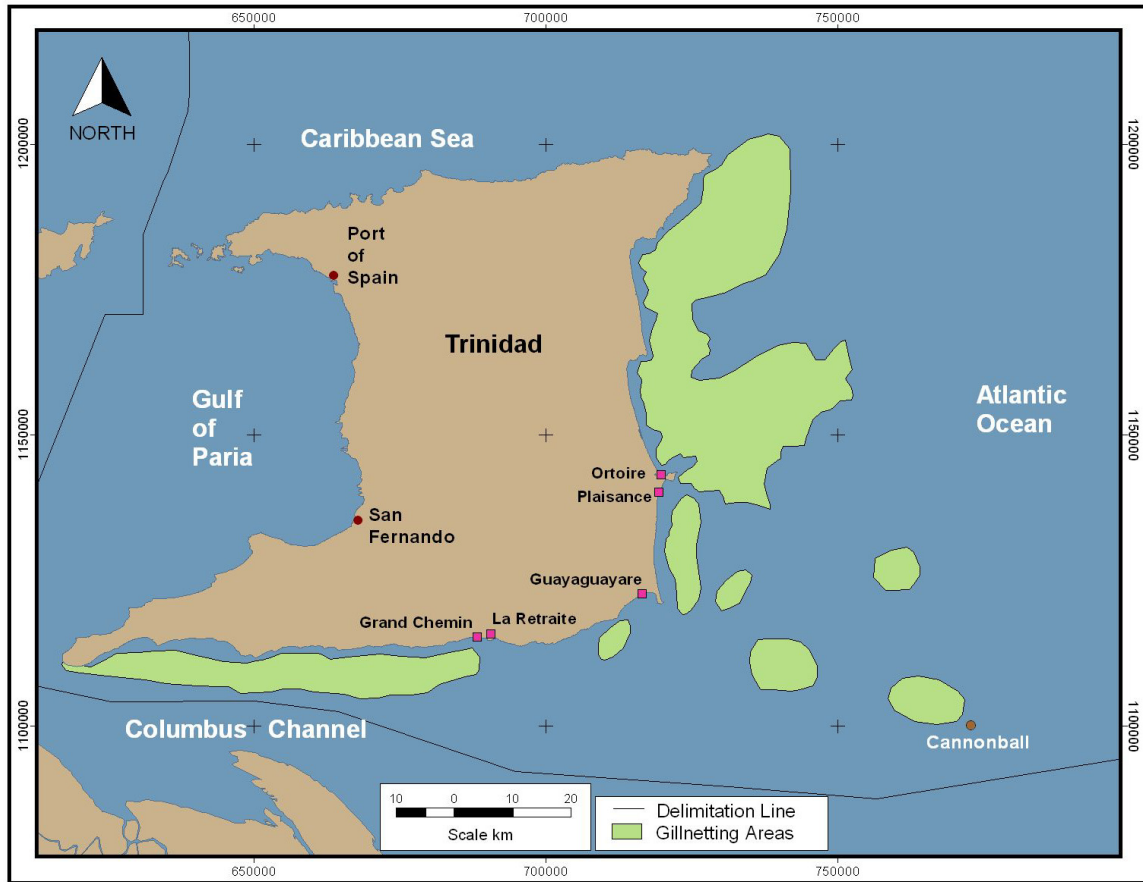 650000
700000
750000
NORTH
Caribbean Sea
1200000
1200000
Port
of
Spain
Trinidad
Gulf
of
Paria
Atlantic
Ocean
1150000
1150000
Ortoire
Plaisance
San
Fernando
Guayaguayare
Grand Chemin
La Retraite
1100000
1100000
Columbus Channel
Cannonball
10 0 10 20
Scale km
Delimitation Line
Gillnetting Areas
650000
700000
750000